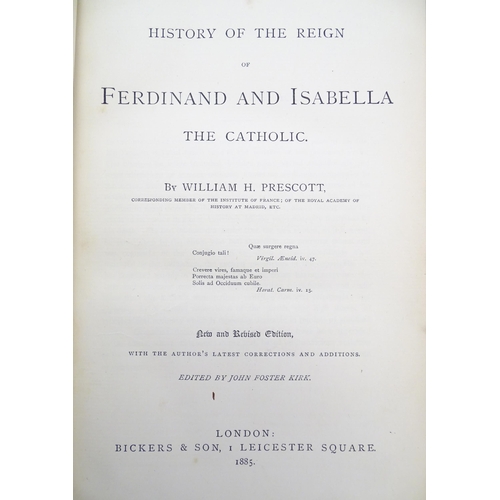 HISTORY OF THE REIGN
OF
FERDINAND AND ISABELLA
THE CATHOLIC.
BY WILLIAM H. PRESCOTT,
CORRESPONDING MEMBER OF THE INSTITUTE OF FRANCE; OF THE ROYAL ACADEMY OF
HISTORY AT MADRID, ETC.
Quæ surgere regna
Conjugio tali!
Virgil. Æneid. iv. 47.
Crevere vires, famaque et imperi
Porrecta majestas ab Euro
Solis ad Occiduum cubile.
Horat. Carm. iv. 15.
New and Revised Edition,
WITH THE AUTHOR'S LATEST CORRECTIONS AND ADDITIONS.
EDITED BY JOHN FOSTER KIRK.
LONDON:
BICKERS & SON, 1 LEICESTER SQUARE.
1885.